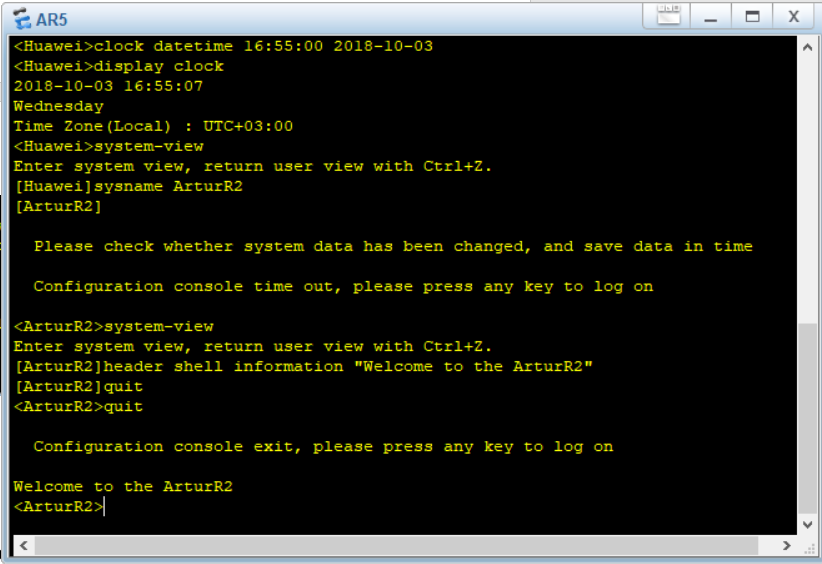 AR5
<Huawei>clock datetime 16:55:00 2018-10-03
<Huawei>display clock
2018-10-03 16:55:07
Wednesday
Time Zone(Local) : UTC+03:00
<Huawei>system-view
Enter system view, return user view with Ctrl+Z.
[Huawei]sysname ArturR2
[ArturR2]
Please check whether system data has been changed, and save data in time
Configuration console time out, please press any key to log on
<ArturR2>system-view
Enter system view, return user view with Ctrl+Z.
[ArturR2]header shell information "Welcome to the ArturR2"
[ArturR2]quit
<ArturR2>quit
Configuration console exit, please press any key to log on
Welcome to the ArturR2
<ArturR2>